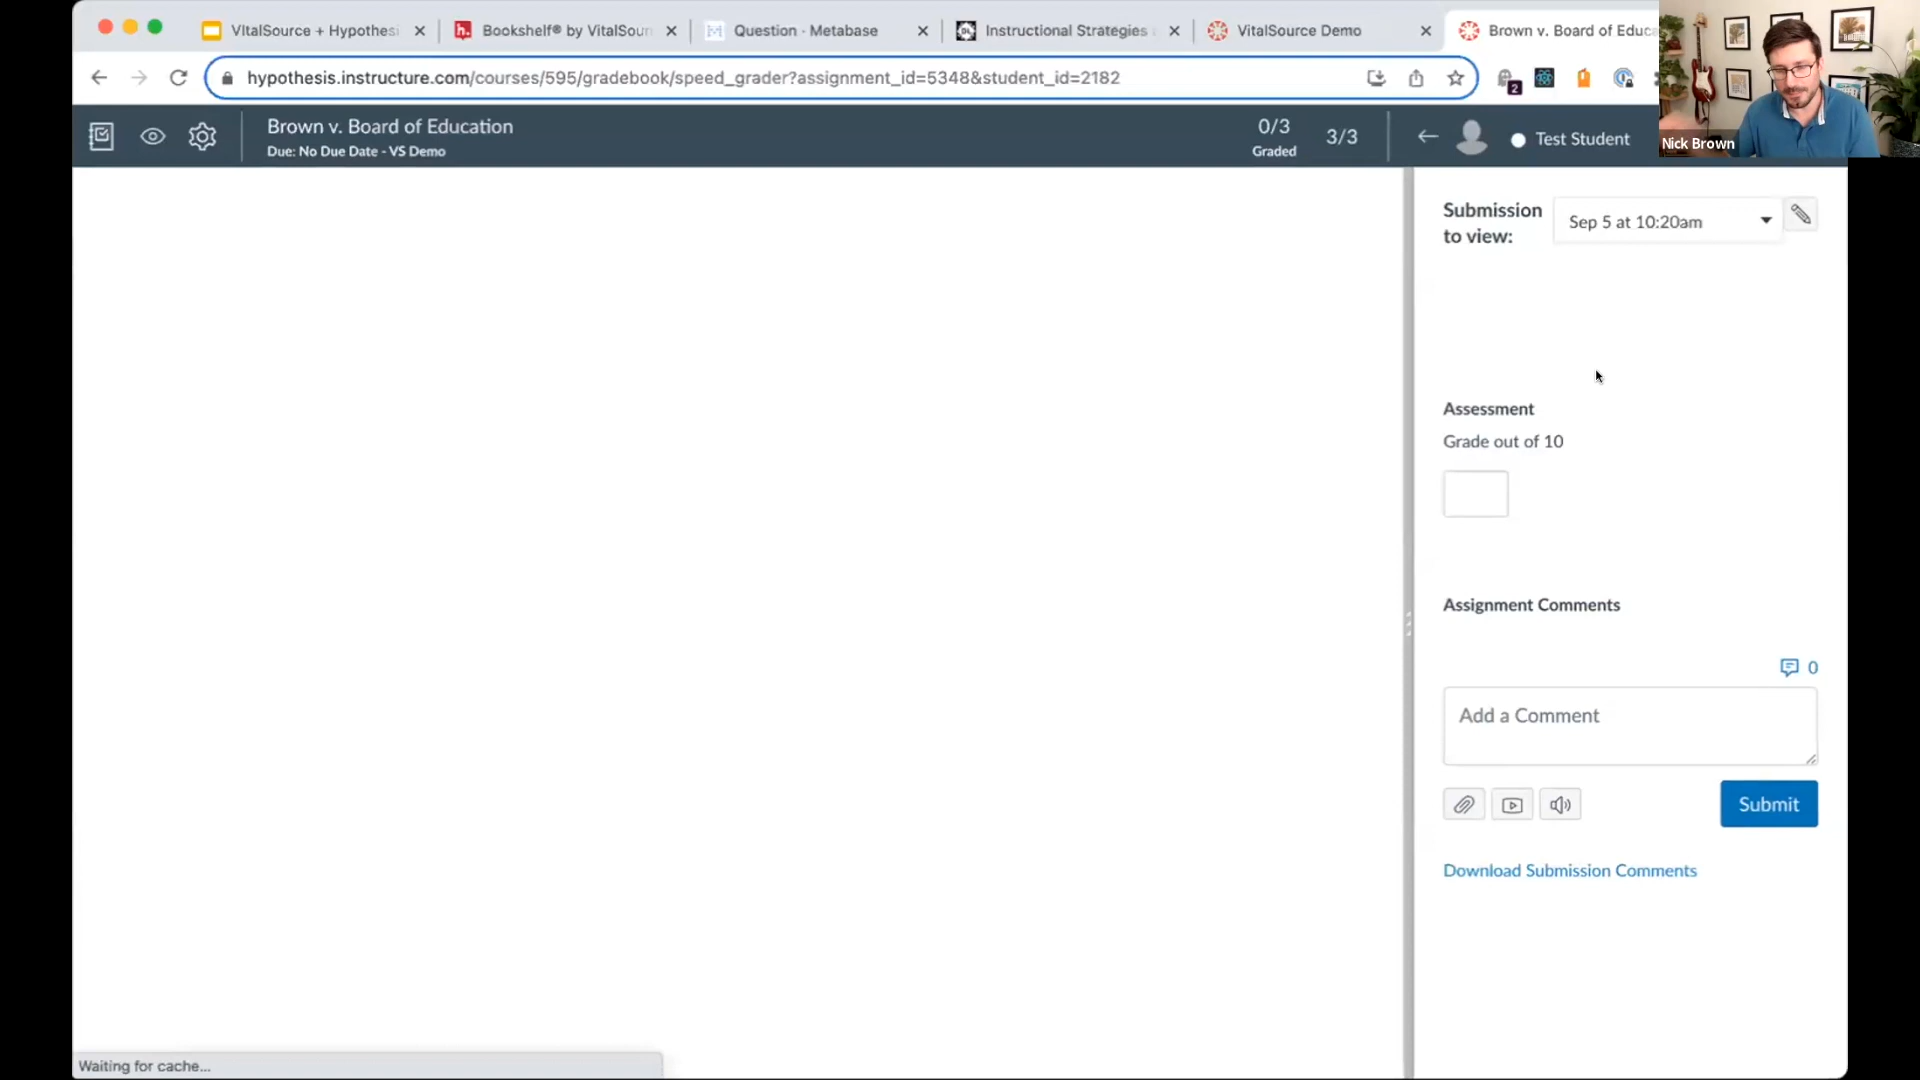 VItalSource + Hypothesi
Bookshelf® by VitalSour
Question - Metabase
Instructional Strategies
VitalSource Demo
Brown v. Board of Educa
hypothesis.instructure.com/courses/595/gradebook/speed_grader?assignment_id=5348&student_id=2182
2
Brown v. Board of Education
Due: No Due Date - VS Demo
0/3
Graded
3/3
Test Student
Nick Brown
Submission
to view:
Sep 5 at 10:20am
Assessment
Grade out of 10
Assignment Comments
0
Add a Comment
Submit
Download Submission Comments
Waiting for cache...